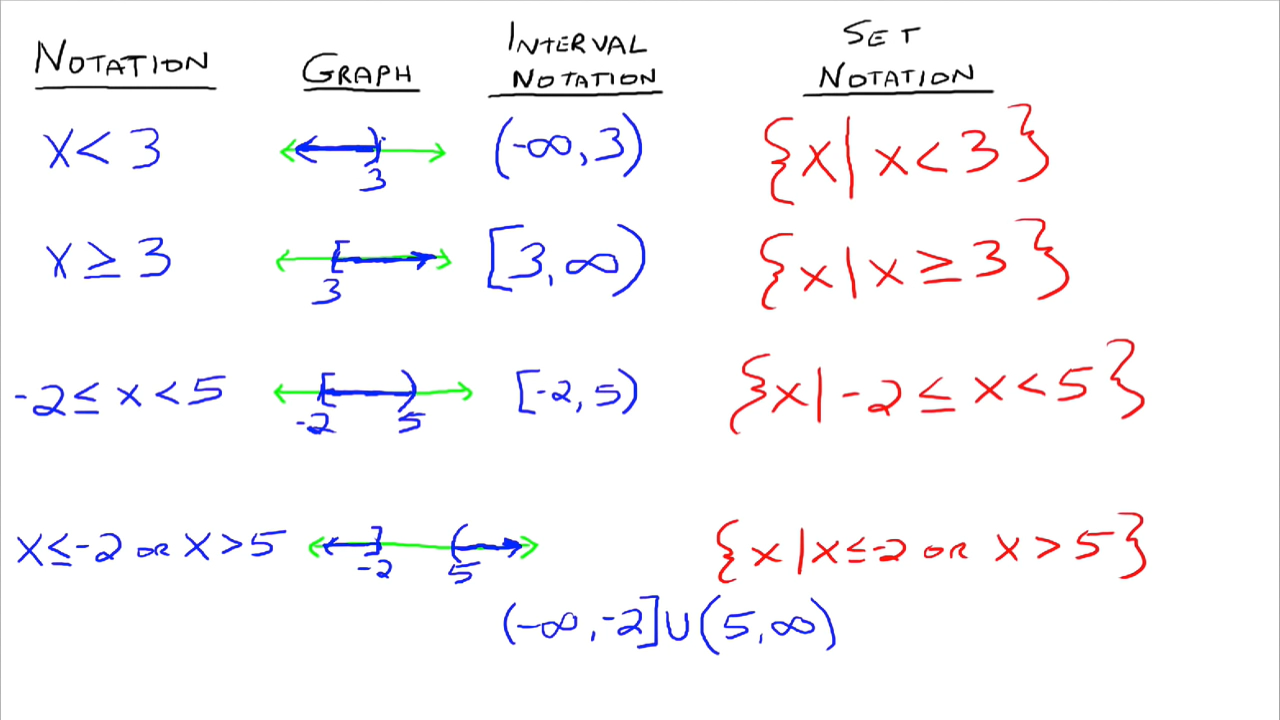 NOTATION GRAPH INTERVAL NOTATION SET NOTATION
x < 3 ) 3 (-∞, 3) {x | x < 3}
x ≥ 3 [ 3 [3, ∞) {x | x ≥ 3}
-2 ≤ x < 5 [ ) -2 5 [-2, 5) {x | -2 ≤ x < 5}
x ≤ -2 OR x > 5 ] ( -2 5 {x | x ≤ -2 OR x > 5}
(-∞, -2] ∪ (5, ∞)